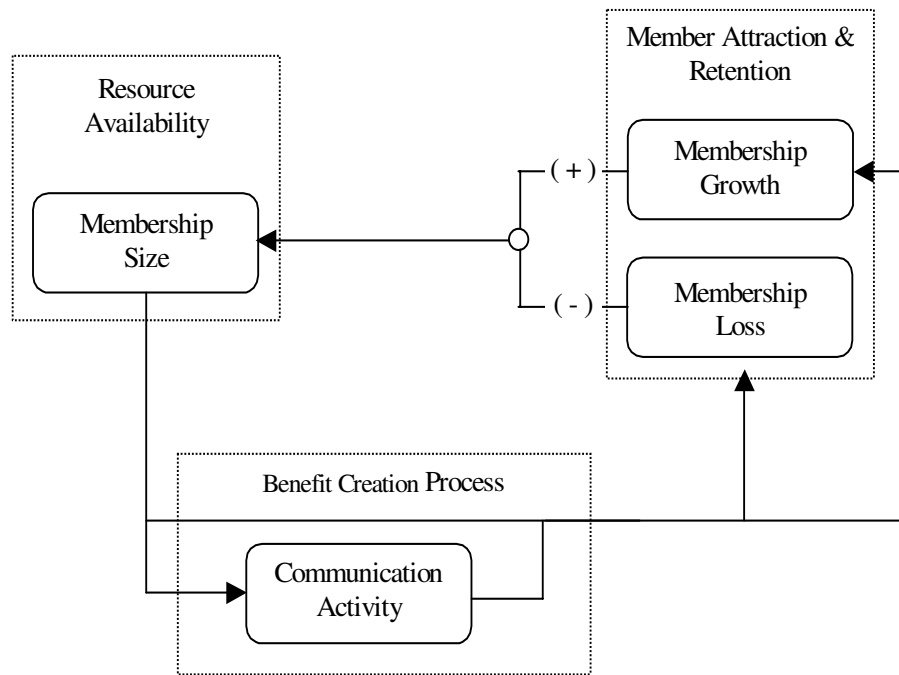 Resource
Availability
Membership
Size
Member Attraction &
Retention
( + )
Membership
Growth
( - )
Membership
Loss
Benefit Creation Process
Communication
Activity